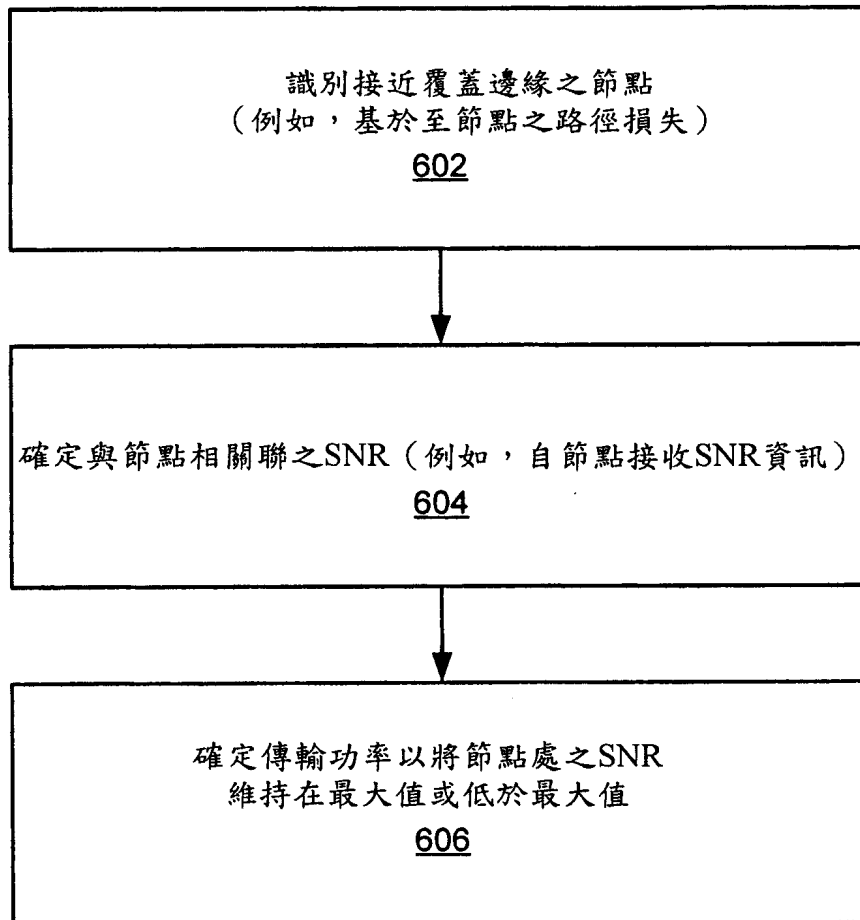 識別接近覆蓋邊緣之節點
（例如，基於至節點之路徑損失）
602
確定與節點相關聯之SNR（例如，自節點接收SNR資訊）
604
確定傳輸功率以將節點處之SNR
維持在最大值或低於最大值
606